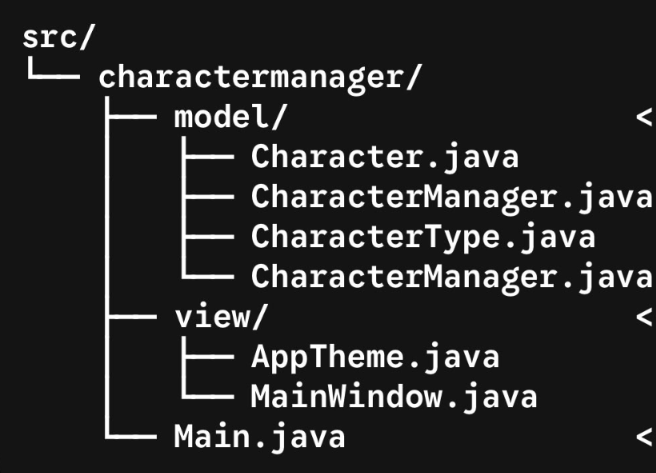 src/
└── charactermanager/
    ├── model/                  <
    │   ├── Character.java
    │   ├── CharacterManager.java
    │   ├── CharacterType.java
    │   └── CharacterManager.java
    ├── view/                   <
    │   ├── AppTheme.java
    │   └── MainWindow.java
    └── Main.java               <